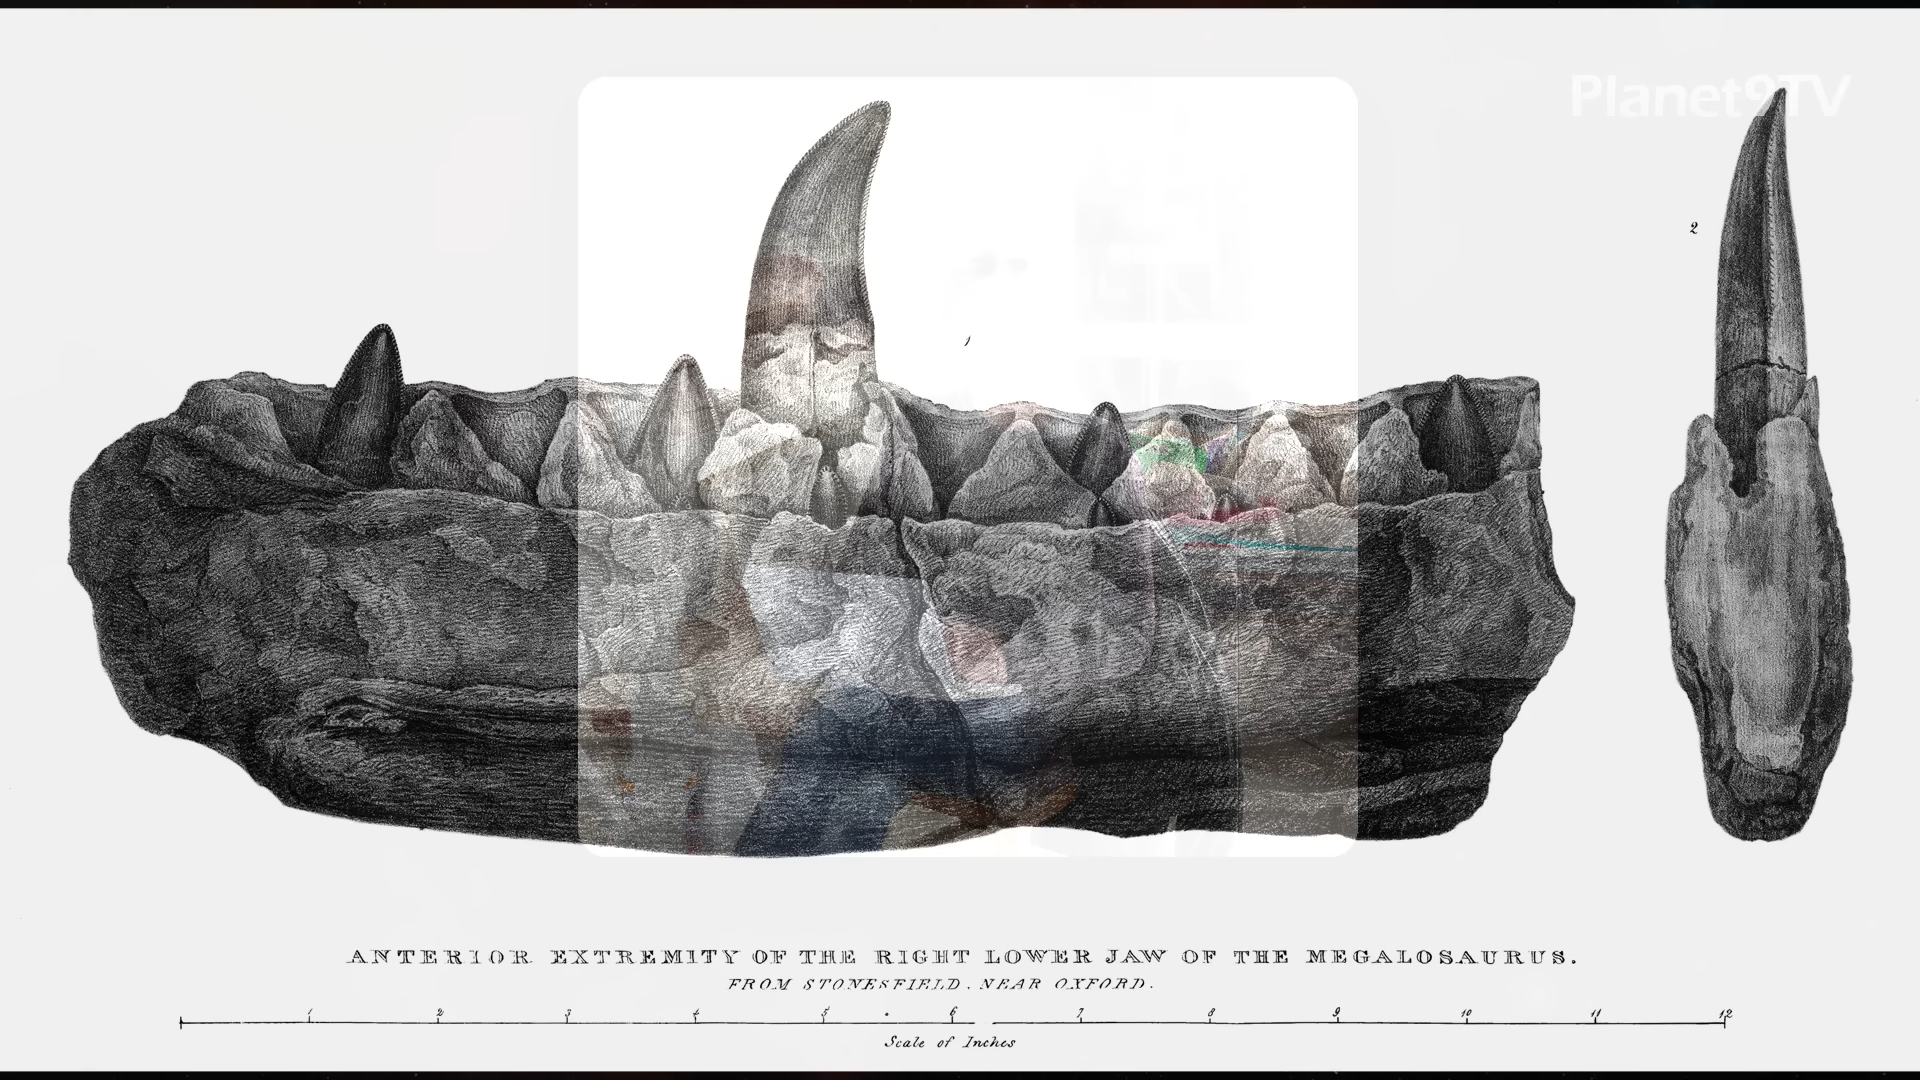 Planet9TV
2
1
ANTERIOR EXTREMITY OF THE RIGHT LOWER JAW OF THE MEGALOSAURUS.
FROM STONESFIELD, NEAR OXFORD.
1 2 3 4 5 6 7 8 9 10 11 12
Scale of Inches